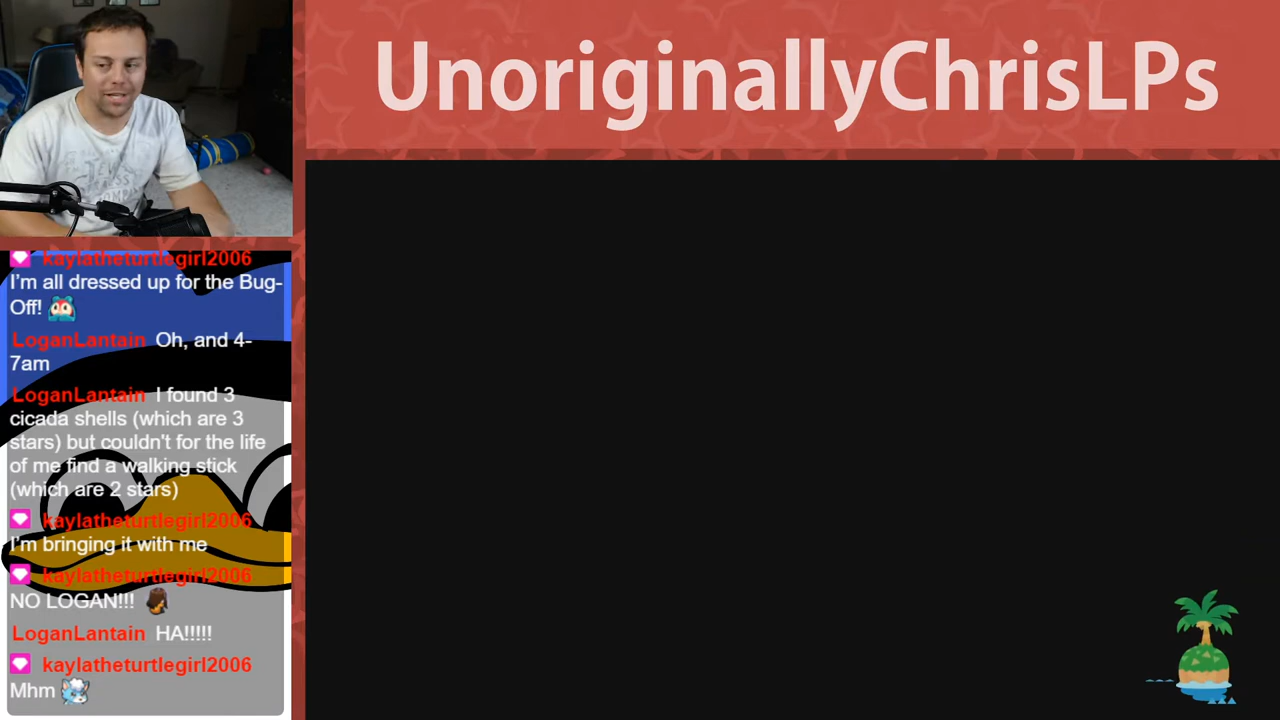 UnoriginallyChrisLPs
kaylatheturtlegirl2006
I'm all dressed up for the Bug-
Off!
LoganLantain Oh, and 4-
7am
LoganLantain I found 3
cicada shells (which are 3
stars) but couldn't for the life
of me find a walking stick
(which are 2 stars)
kaylatheturtlegirl2006
I'm bringing it with me
kaylatheturtlegirl2006
NO LOGAN!!!
LoganLantain HA!!!!!
kaylatheturtlegirl2006
Mhm